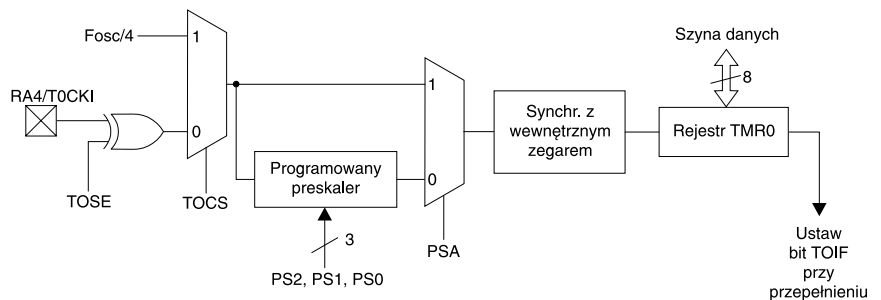 Fosc/4
1
Szyna danych
8
RA4/T0CKI
0
1
Synchr. z
wewnętrznym
zegarem
Rejestr TMR0
TOSE
TOCS
Programowany
preskaler
0
3
PSA
PS2, PS1, PS0
Ustaw
bit TOIF
przy
przepełnieniu